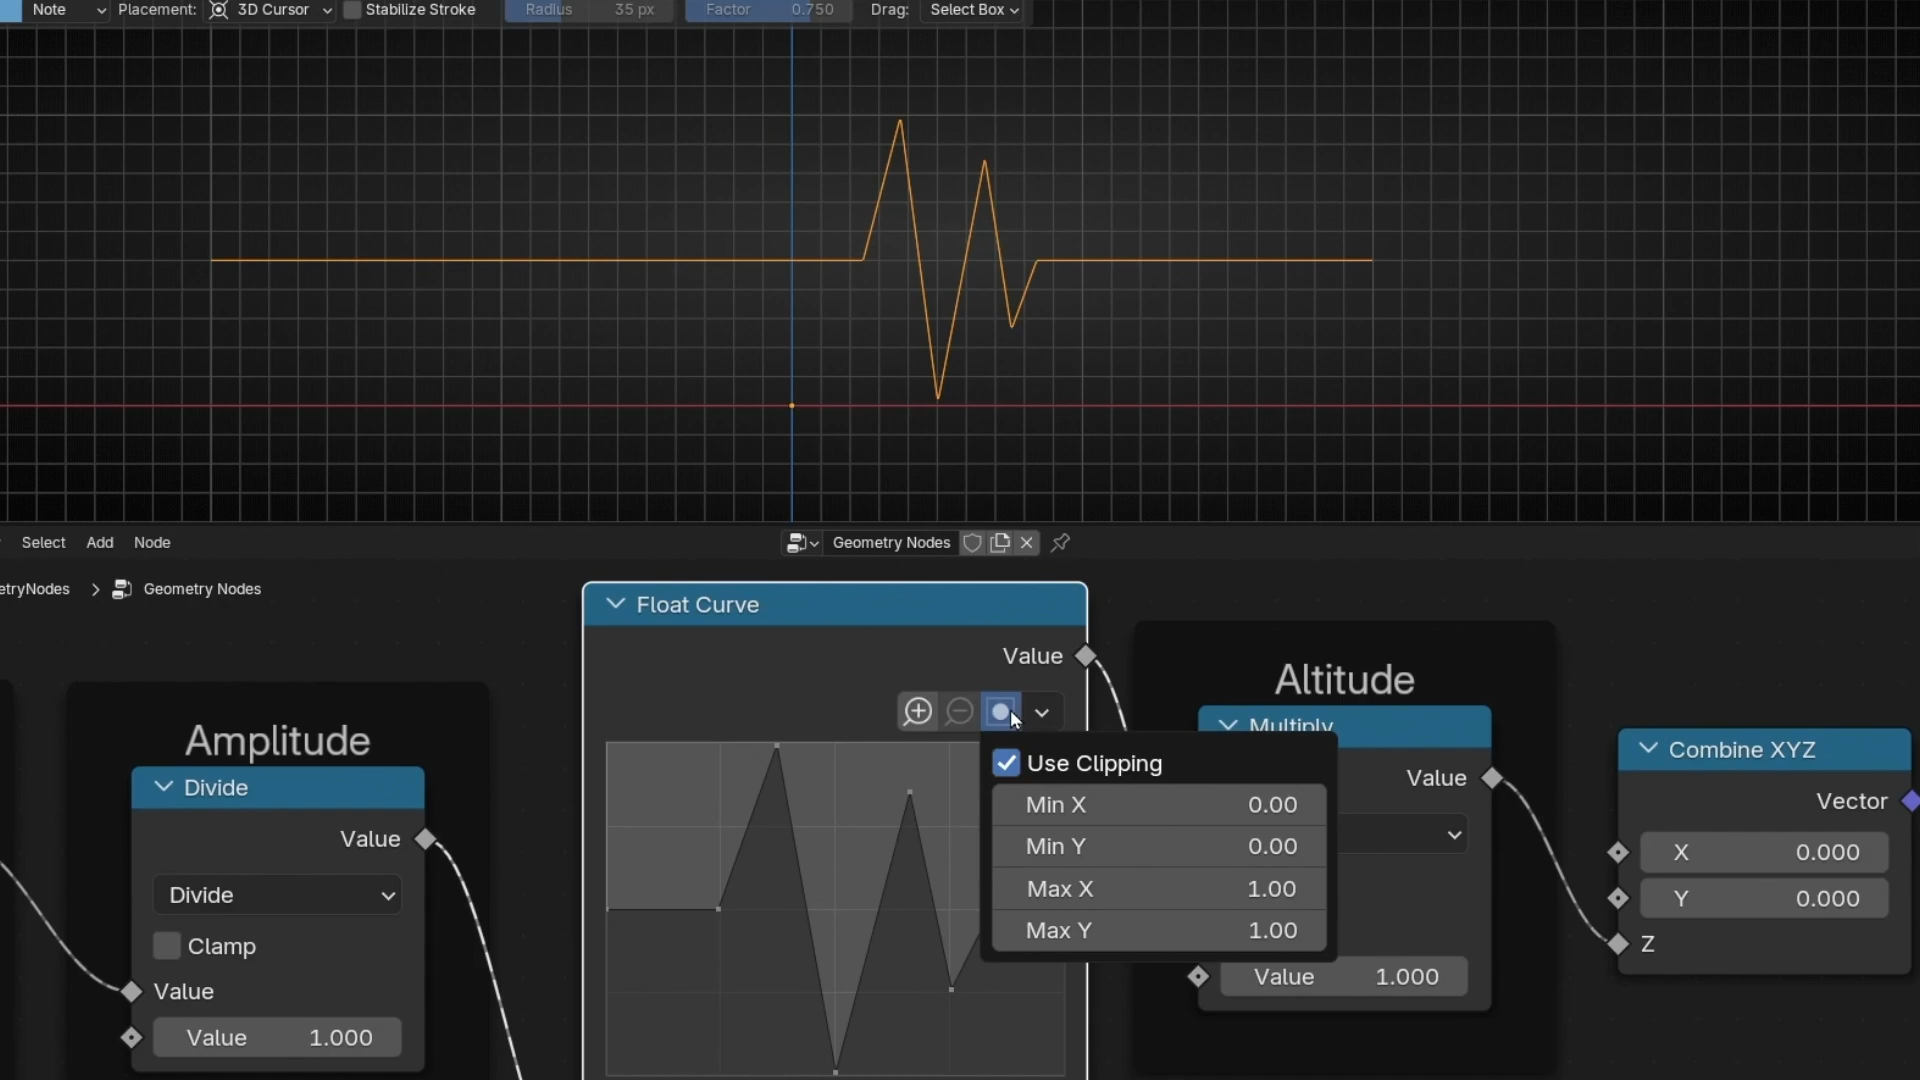 Note Placement: 3D Cursor Stabilize Stroke Radius 35 px Factor 0.750 Drag: Select Box
Select Add Node Geometry Nodes
etryNodes Geometry Nodes
Float Curve
Value
Altitude
Multiply
Value
Value 1.000
Amplitude
Divide
Value
Divide
Clamp
Value
Value 1.000
Use Clipping
Min X 0.00
Min Y 0.00
Max X 1.00
Max Y 1.00
Combine XYZ
Vector
X 0.000
Y 0.000
Z